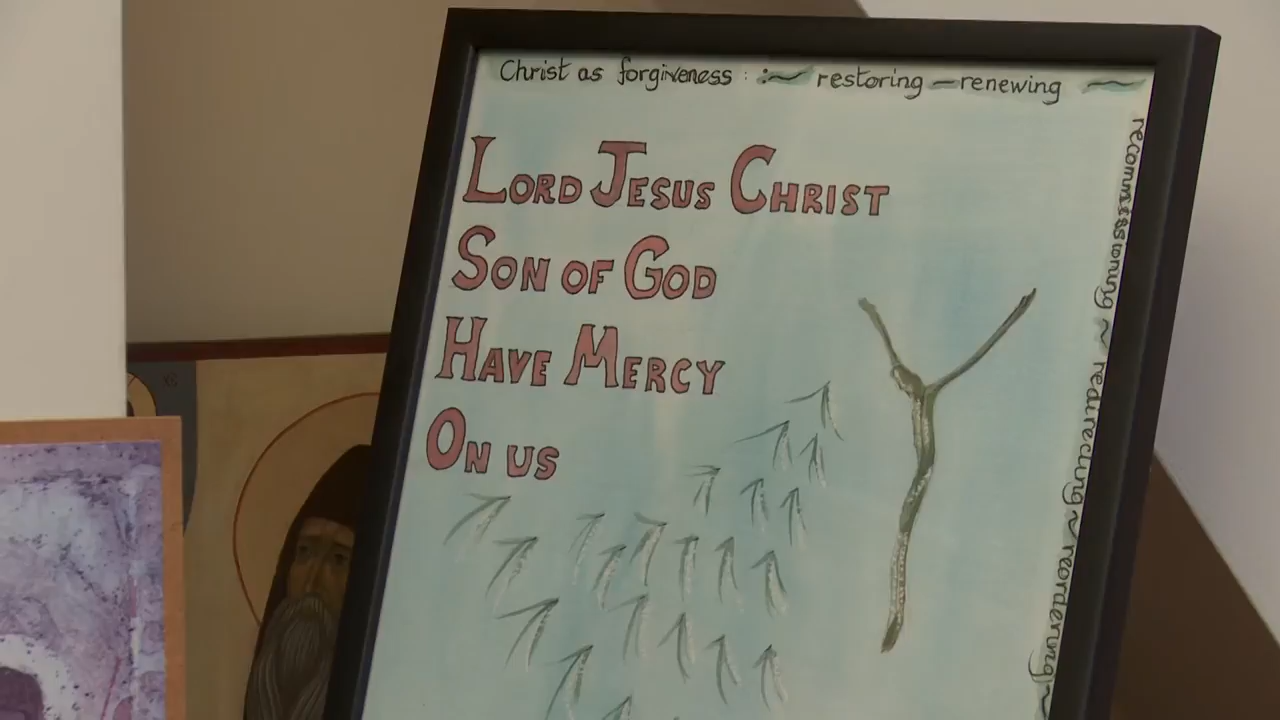 Christ as forgiveness : ~ restoring – renewing ~
recommissioning ~ redirecting ~ reordering ~
LORD JESUS CHRIST
SON OF GOD
HAVE MERCY
ON US